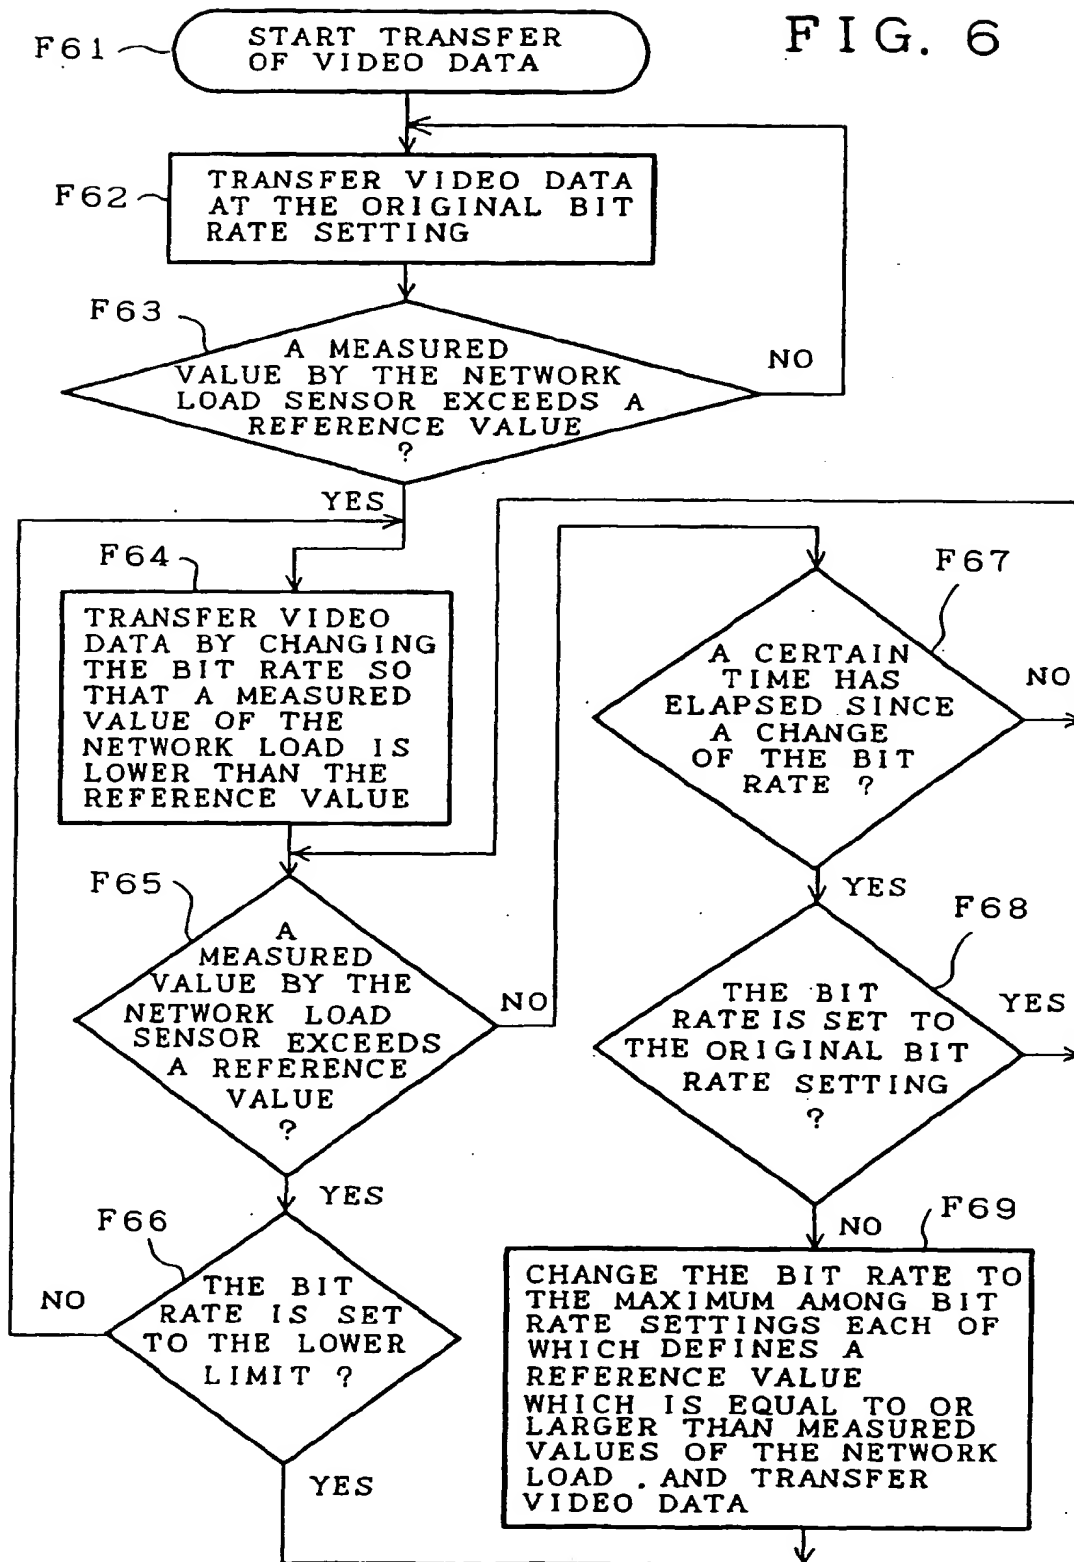 FIG. 6
F61
START TRANSFER
OF VIDEO DATA
F62
TRANSFER VIDEO DATA
AT THE ORIGINAL BIT
RATE SETTING
F63
A MEASURED
VALUE BY THE NETWORK
LOAD SENSOR EXCEEDS A
REFERENCE VALUE
?
NO
YES
F64
TRANSFER VIDEO
DATA BY CHANGING
THE BIT RATE SO
THAT A MEASURED
VALUE OF THE
NETWORK LOAD IS
LOWER THAN THE
REFERENCE VALUE
F65
A
MEASURED
VALUE BY THE
NETWORK LOAD
SENSOR EXCEEDS
A REFERENCE
VALUE
?
NO
YES
F66
THE BIT
RATE IS SET
TO THE LOWER
LIMIT ?
NO
YES
F67
A CERTAIN
TIME HAS
ELAPSED SINCE
A CHANGE
OF THE BIT
RATE ?
NO
YES
F68
THE BIT
RATE IS SET TO
THE ORIGINAL BIT
RATE SETTING
?
YES
NO
F69
CHANGE THE BIT RATE TO
THE MAXIMUM AMONG BIT
RATE SETTINGS EACH OF
WHICH DEFINES A
REFERENCE VALUE
WHICH IS EQUAL TO OR
LARGER THAN MEASURED
VALUES OF THE NETWORK
LOAD . AND TRANSFER
VIDEO DATA